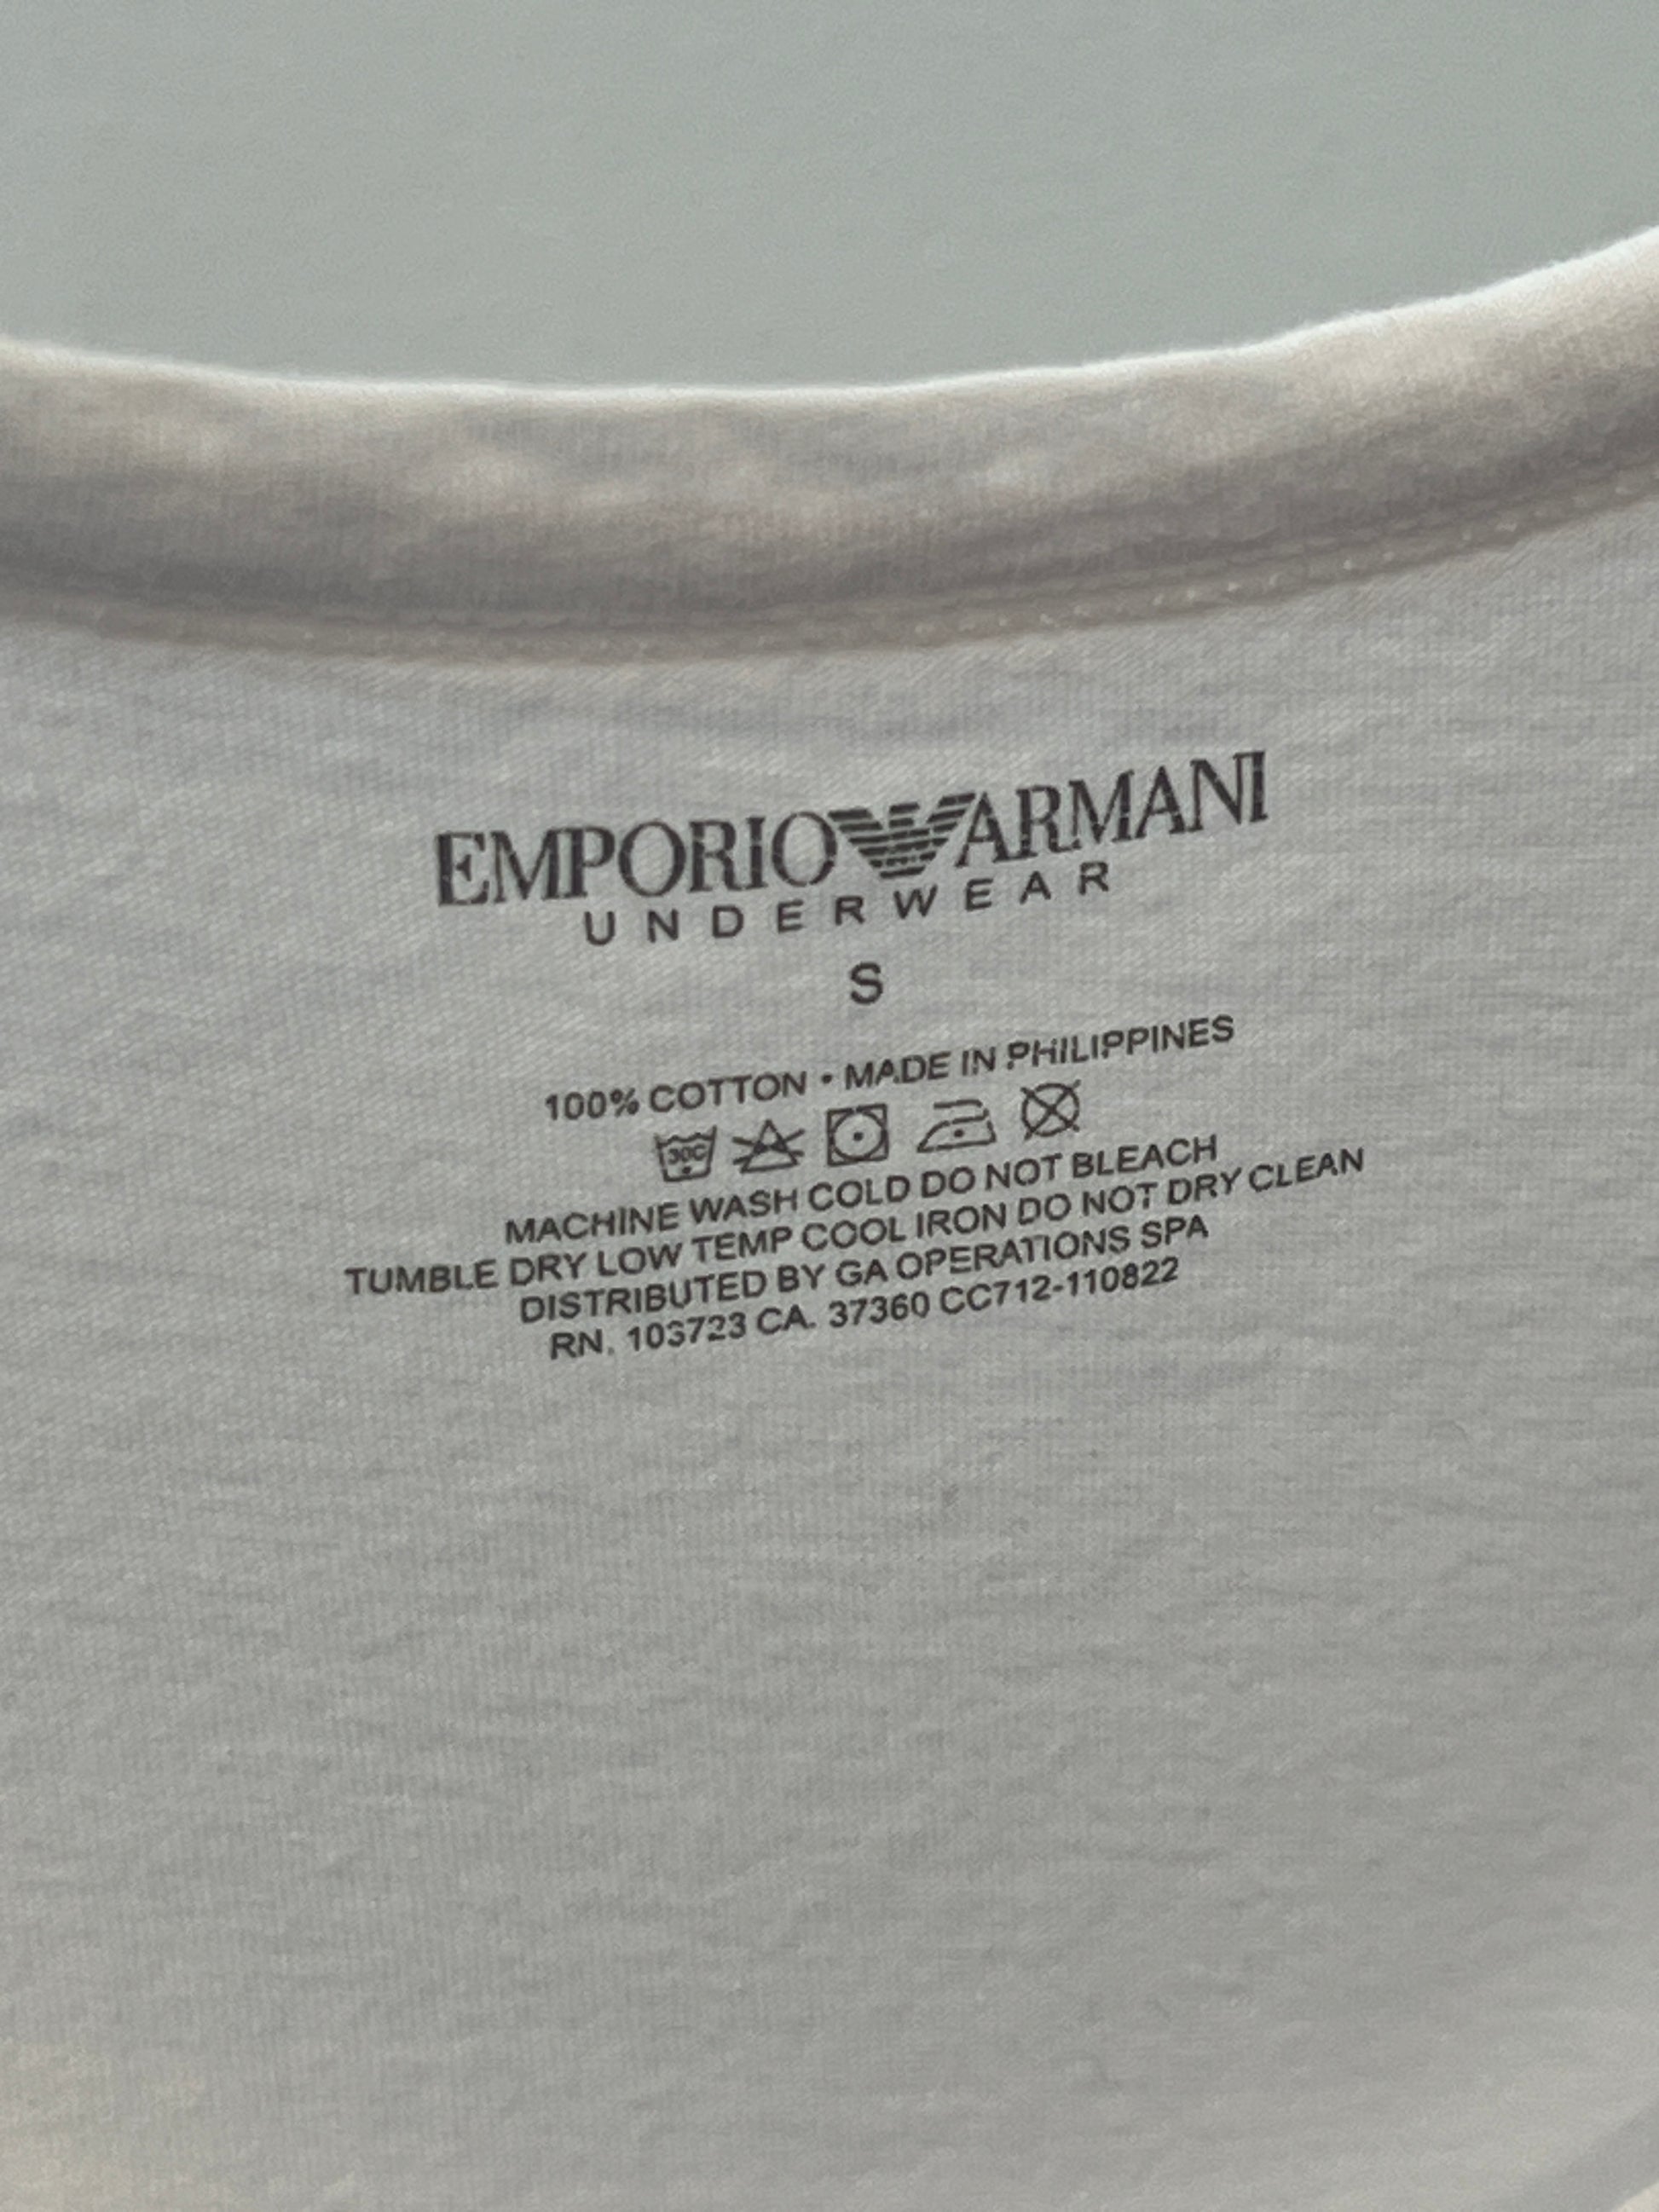 EMPORIO ARMANI
UNDERWEAR
S
100% COTTON • MADE IN PHILIPPINES
30C
MACHINE WASH COLD DO NOT BLEACH
TUMBLE DRY LOW TEMP COOL IRON DO NOT DRY CLEAN
DISTRIBUTED BY GA OPERATIONS SPA
RN. 103723 CA. 37360 CC712-110822